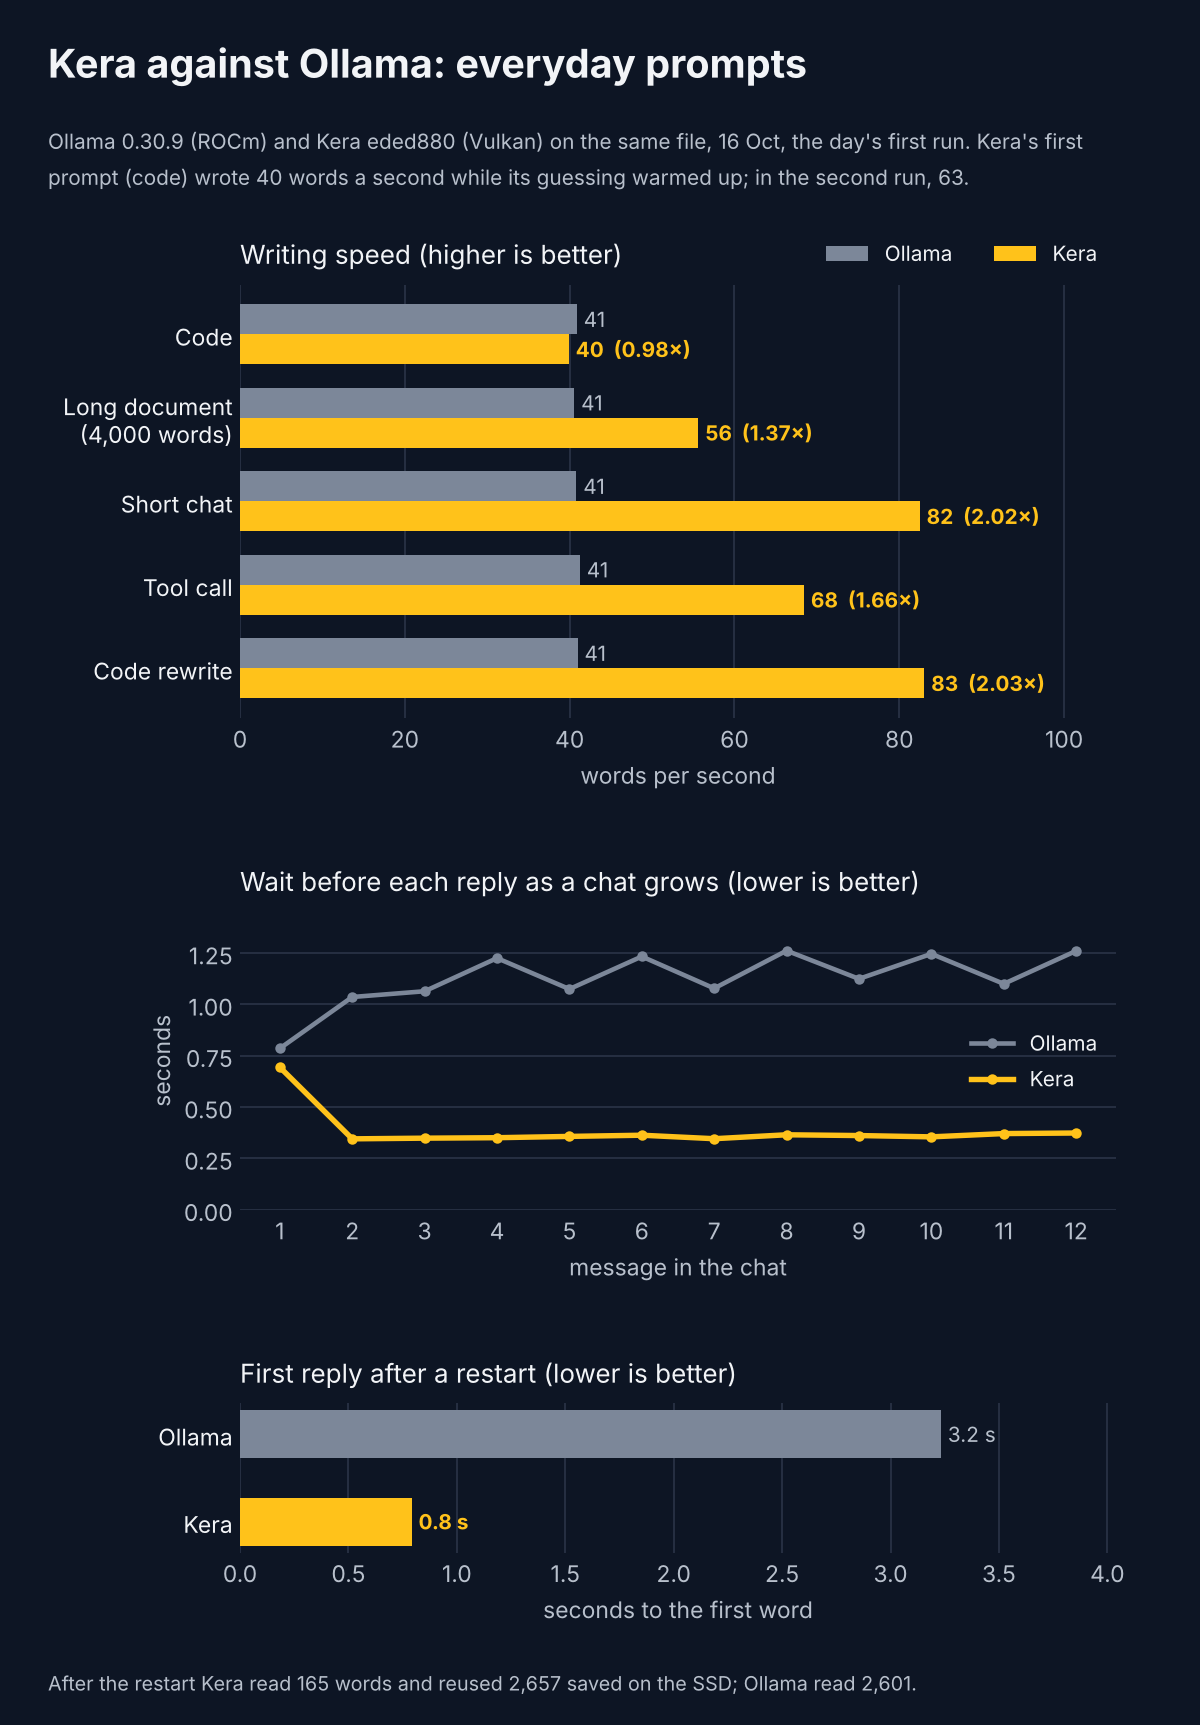 Kera against Ollama: everyday prompts
Ollama 0.30.9 (ROCm) and Kera eded880 (Vulkan) on the same file, 16 Oct, the day's first run. Kera's first
prompt (code) wrote 40 words a second while its guessing warmed up; in the second run, 63.
Writing speed (higher is better)
Ollama
Kera
Code
41
40 (0.98×)
Long document
(4,000 words)
41
56 (1.37×)
Short chat
41
82 (2.02×)
Tool call
41
68 (1.66×)
Code rewrite
41
83 (2.03×)
0 20 40 60 80 100
words per second
Wait before each reply as a chat grows (lower is better)
seconds
1.25
1.00
0.75
0.50
0.25
0.00
Ollama
Kera
1 2 3 4 5 6 7 8 9 10 11 12
message in the chat
First reply after a restart (lower is better)
Ollama
3.2 s
Kera
0.8 s
0.0 0.5 1.0 1.5 2.0 2.5 3.0 3.5 4.0
seconds to the first word
After the restart Kera read 165 words and reused 2,657 saved on the SSD; Ollama read 2,601.